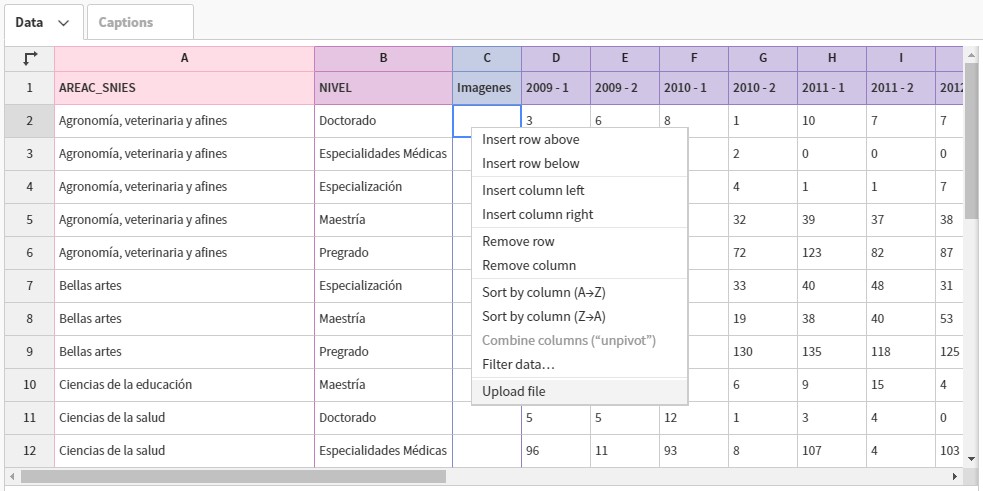 Data Captions
A B C D E F G H I
1 AREAC_SNIES NIVEL Imagenes 2009 - 1 2009 - 2 2010 - 1 2010 - 2 2011 - 1 2011 - 2 2012
2 Agronomía, veterinaria y afines Doctorado 3 6 8 1 10 7 7
3 Agronomía, veterinaria y afines Especialidades Médicas 2 0 0 0
4 Agronomía, veterinaria y afines Especialización 4 1 1 7
5 Agronomía, veterinaria y afines Maestría 32 39 37 38
6 Agronomía, veterinaria y afines Pregrado 72 123 82 87
7 Bellas artes Especialización 33 40 48 31
8 Bellas artes Maestría 19 38 40 53
9 Bellas artes Pregrado 130 135 118 125
10 Ciencias de la educación Maestría 6 9 15 4
11 Ciencias de la salud Doctorado 5 5 12 1 3 4 0
12 Ciencias de la salud Especialidades Médicas 96 11 93 8 107 4 103
Insert row above
Insert row below
Insert column left
Insert column right
Remove row
Remove column
Sort by column (A→Z)
Sort by column (Z→A)
Combine columns (“unpivot”)
Filter data…
Upload file